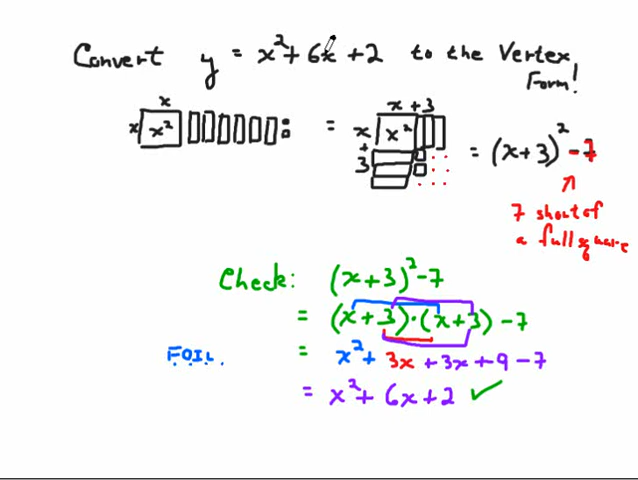 Convert y = x² + 6x + 2 to the Vertex
Form!
x
x x² = x x² = (x+3)² - 7
x + 3
+
3
7 short of
a full square
Check: (x+3)² - 7
= (x+3)·(x+3) - 7
FOIL. = x² + 3x + 3x + 9 - 7
= x² + 6x + 2 ✓